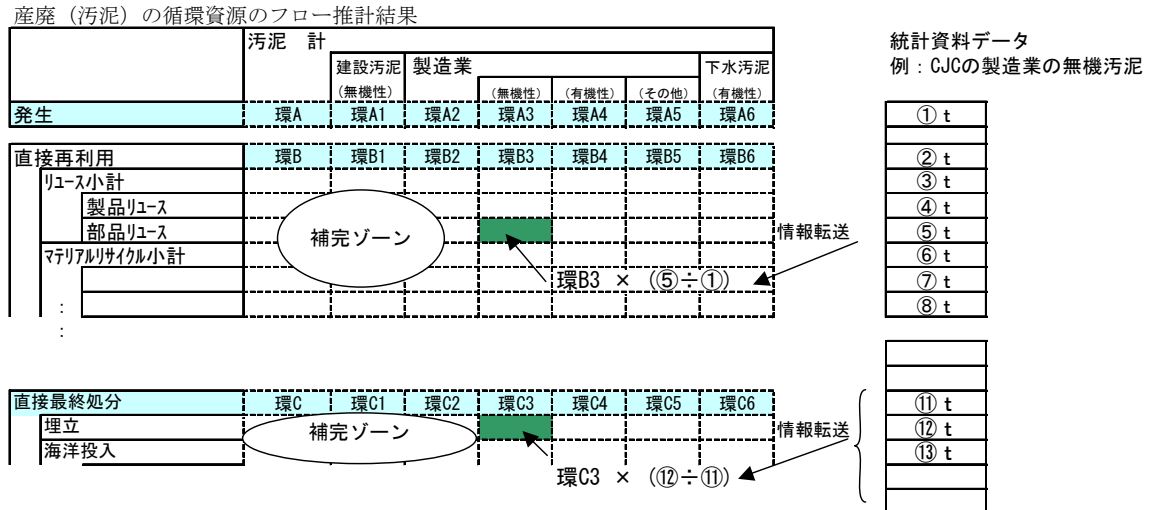 産廃（汚泥）の循環資源のフロー推計結果
汚泥 計
統計資料データ
建設汚泥 製造業 下水汚泥
例：CJCの製造業の無機汚泥
（無機性） （無機性） （有機性） （その他） （有機性）
発生 環A 環A1 環A2 環A3 環A4 環A5 環A6 ① t
直接再利用 環B 環B1 環B2 環B3 環B4 環B5 環B6 ② t
ﾘﾕｰｽ小計 ③ t
製品ﾘﾕｰｽ ④ t
部品ﾘﾕｰｽ 補完ゾーン 情報転送 ⑤ t
ﾏﾃﾘｱﾙﾘｻｲｸﾙ小計 ⑥ t
環B3 × （⑤÷①） ⑦ t
： ⑧ t
：
直接最終処分 環C 環C1 環C2 環C3 環C4 環C5 環C6 ⑪ t
埋立 補完ゾーン 情報転送 ⑫ t
海洋投入 ⑬ t
環C3 × （⑫÷⑪）